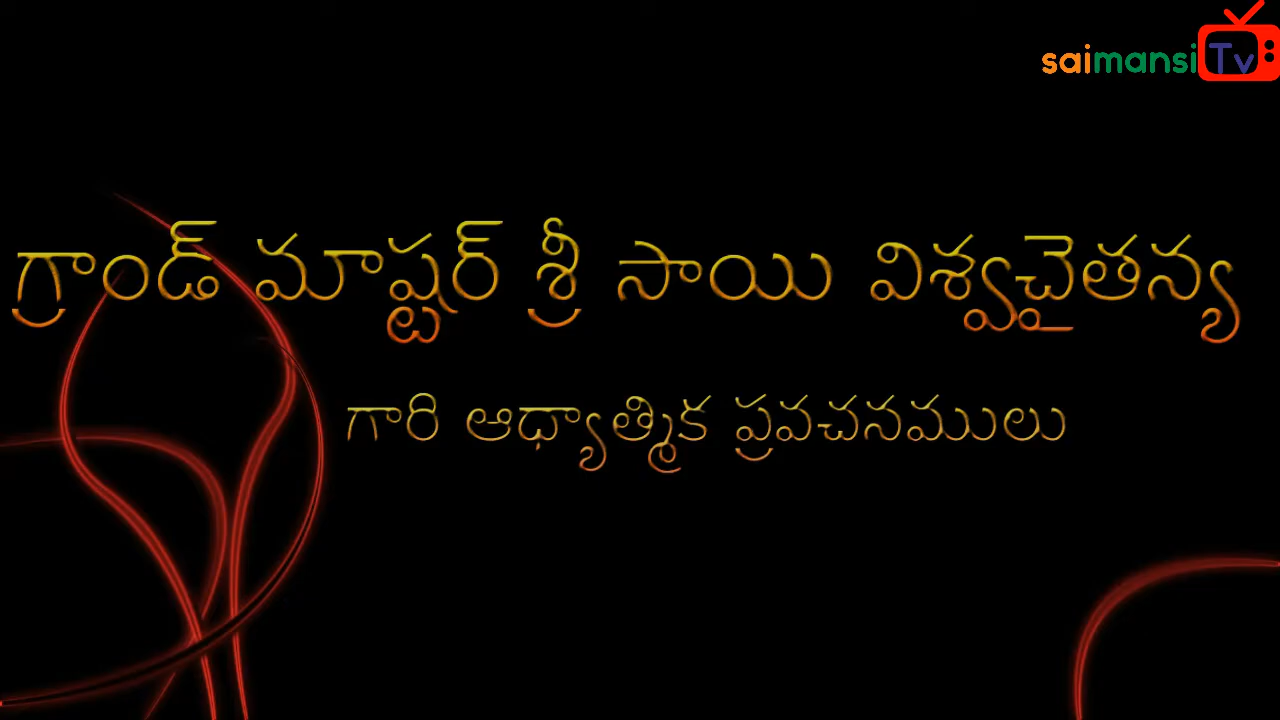 saimansi Tv
గ్రాండ్ మాష్టర్ శ్రీ సాయి విశ్వచైతన్య
గారి ఆధ్యాత్మిక ప్రవచనములు